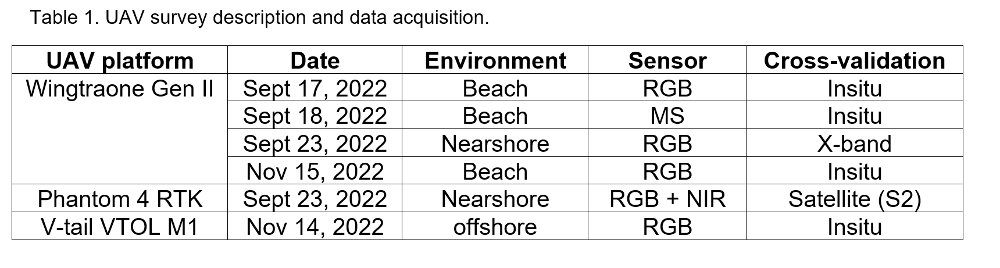 Table 1. UAV survey description and data acquisition.
UAV platform Date Environment Sensor Cross-validation
Wingtraone Gen II Sept 17, 2022 Beach RGB Insitu
Sept 18, 2022 Beach MS Insitu
Sept 23, 2022 Nearshore RGB X-band
Nov 15, 2022 Beach RGB Insitu
Phantom 4 RTK Sept 23, 2022 Nearshore RGB + NIR Satellite (S2)
V-tail VTOL M1 Nov 14, 2022 offshore RGB Insitu